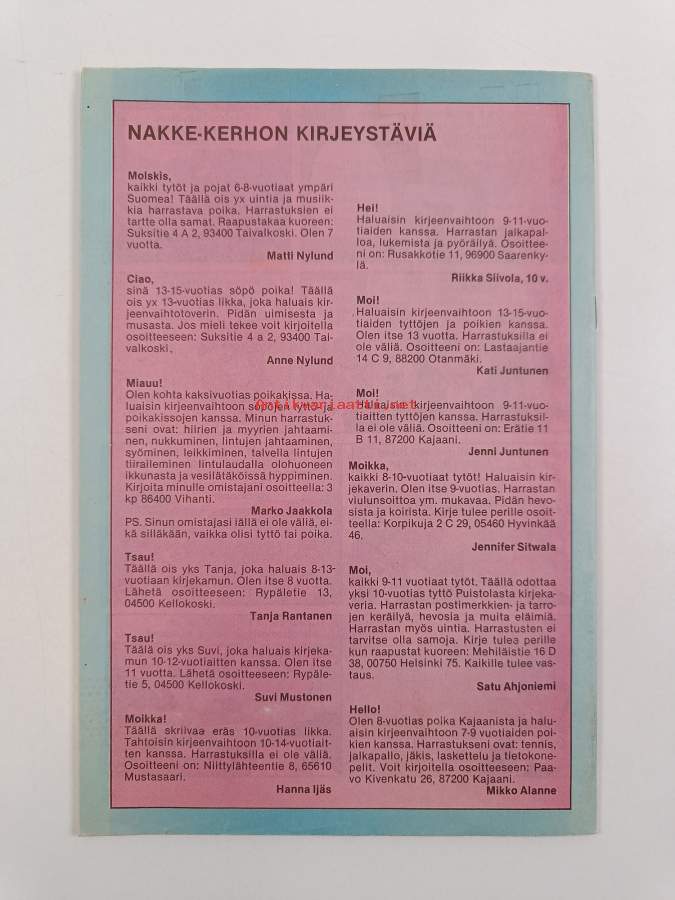 NAKKE-KERHON KIRJEYSTÄVIÄ
Molskis,
kaikki tytöt ja pojat 6-8-vuotiaat ympäri
Suomea! Täällä ois yx uintia ja musiik-
kia harrastava poika. Harrastuksien ei
tartte olla samat. Raapustakaa kuoreen:
Suksitie 4 A 2, 93400 Taivalkoski. Olen 7
vuotta.
Matti Nylund
Ciao,
sinä 13-15-vuotias söpö poika! Täällä
ois yx 13-vuotias likka, joka haluais kir-
jeenvaihtotoverin. Pidän uimisesta ja
musasta. Jos mieli tekee voit kirjoitella
osoitteeseen: Suksitie 4 a 2, 93400 Tai-
valkoski.
Anne Nylund
Miauu!
Olen kohta kaksivuotias poikakissa. Ha-
luaisin kirjeenvaihtoon söpöjen tyttö- ja
poikakissojen kanssa. Minun harrastuk-
seni ovat: hiirien ja myyrien jahtaami-
nen, nukkuminen, lintujen jahtaaminen,
syöminen, leikkiminen, talvella lintujen
tiiraileminen lintulaudalla olohuoneen
ikkunasta ja vesilätäköissä hyppiminen.
Kirjoita minulle omistajani osoitteella: 3
kp 86400 Vihanti.
Marko Jaakkola
PS. Sinun omistajasi iällä ei ole väliä, ei-
kä silläkään, vaikka olisi tyttö tai poika.
Tsau!
Täällä ois yks Tanja, joka haluais 8-13-
vuotiaan kirjekamun. Olen itse 8 vuotta.
Lähetä osoitteeseen: Rypäletie 13,
04500 Kellokoski.
Tanja Rantanen
Tsau!
Täälä ois yks Suvi, joka haluais kirjeka-
mun 10-12-vuotiaitten kanssa. Olen itse
11 vuotta. Lähetä osoitteeseen: Rypäle-
tie 5, 04500 Kellokoski.
Suvi Mustonen
Moikka!
Täällä skriivaa eräs 10-vuotias likka.
Tahtoisin kirjeenvaihtoon 10-14-vuotiait-
ten kanssa. Harrastuksilla ei ole väliä.
Osoitteeni on: Niittylähteentie 8, 65610
Mustasaari.
Hanna Ijäs
Hei!
Haluaisin kirjeenvaihtoon 9-11-vuo-
tiaiden kanssa. Harrastan jalkapal-
loa, lukemista ja pyöräilyä. Osoittee-
ni on: Rusakkotie 11, 96900 Saarenky-
lä.
Riikka Siivola, 10 v.
Moi!
Haluaisin kirjeenvaihtoon 13-15-vuo-
tiaiden tyttöjen ja poikien kanssa.
Olen itse 13 vuotta. Harrastuksilla ei
ole väliä. Osoitteeni on: Lastaajantie
14 C 9, 88200 Otanmäki.
Kati Juntunen
Moi!
Haluaisin kirjeenvaihtoon 9-11-vuo-
tiaitten tyttöjen kanssa. Harrastuksil-
la ei ole väliä. Osoitteeni on: Erätie 11
B 11, 87200 Kajaani.
Jenni Juntunen
Moikka,
kaikki 8-10-vuotiaat tytöt! Haluaisin kir-
jekaverin. Olen itse 9-vuotias. Harrastan
viulunsoittoa ym. mukavaa. Pidän hevo-
sista ja koirista. Kirje tulee perille osoit-
teella: Korpikuja 2 C 29, 05460 Hyvinkää
46.
Jennifer Sitwala
Moi,
kaikki 9-11 vuotiaat tytöt. Täällä odottaa
yksi 10-vuotias tyttö Puistolasta kirjeka-
veria. Harrastan postimerkkien- ja tarro-
jen keräilyä, hevosia ja muita eläimiä.
Harrastan myös uintia. Harrastusten ei
tarvitse olla samoja. Kirje tulee perille
kun raapustat kuoreen: Mehiläistie 16 D
38, 00750 Helsinki 75. Kaikille tulee vas-
taus.
Satu Ahjoniemi
Hello!
Olen 8-vuotias poika Kajaanista ja halu-
aisin kirjeenvaihtoon 7-9 vuotiaiden poi-
kien kanssa. Harrastukseni ovat: tennis,
jalkapallo, jäkis, laskettelu ja tietokone-
pelit. Voit kirjoitella osoitteeseen: Paa-
vo Kivenkatu 26, 87200 Kajaani.
Mikko Alanne
Antikvariaatti.net